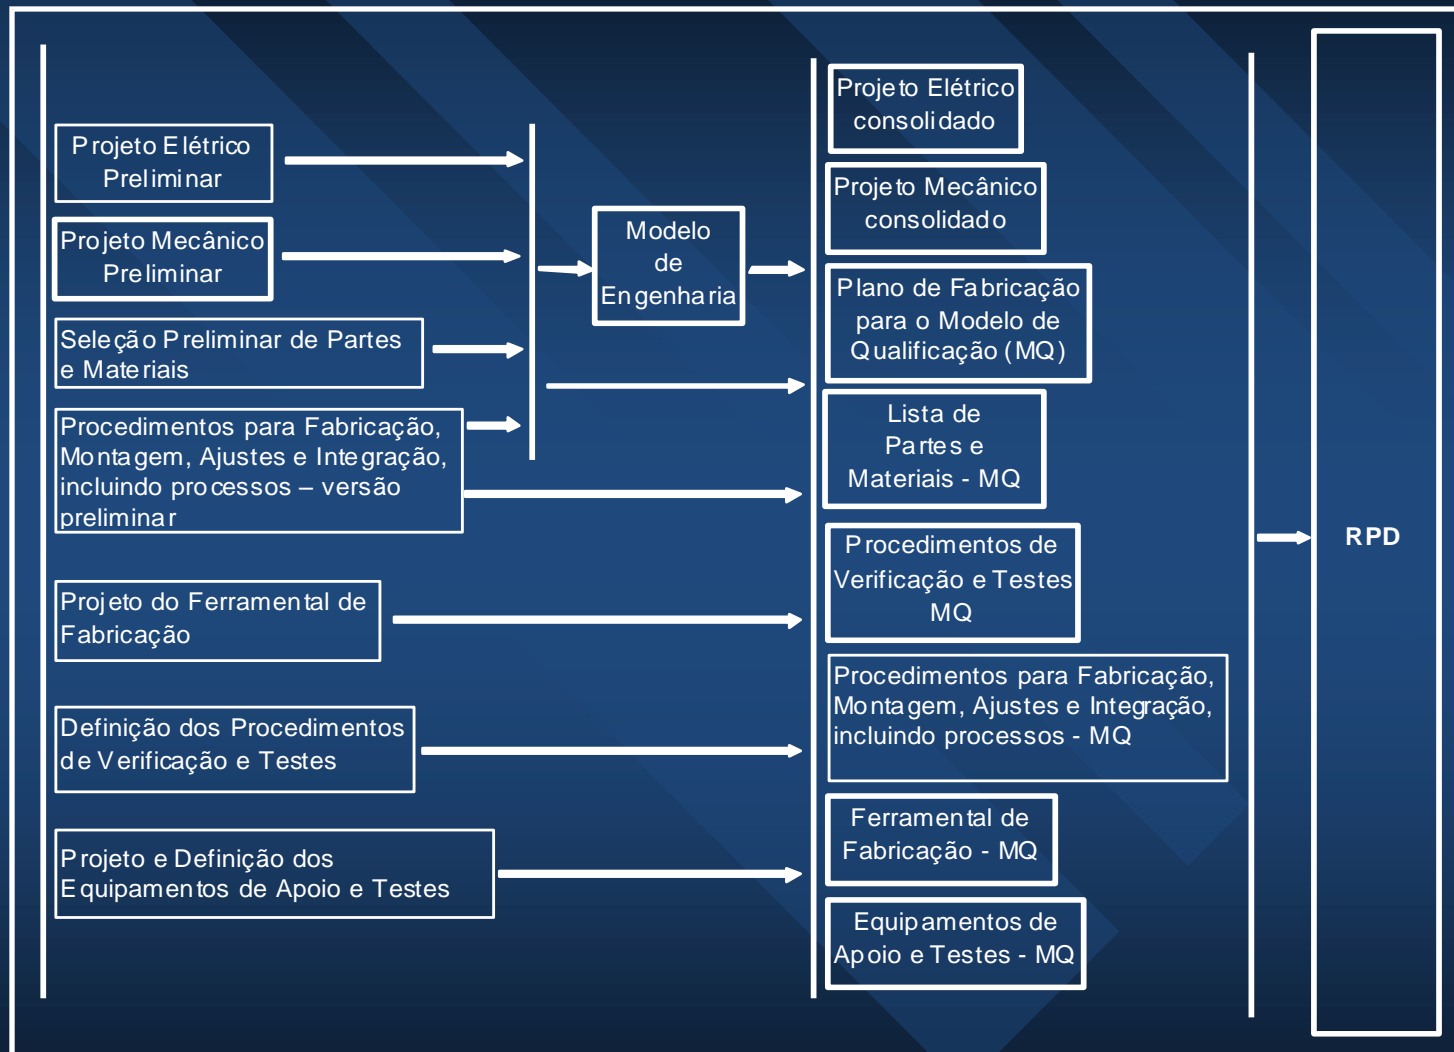 Projeto Elétrico
Preliminar
Projeto Mecânico
Preliminar
Seleção Preliminar de Partes
e Materiais
Procedimentos para Fabricação,
Montagem, Ajustes e Integração,
incluindo processos – versão
preliminar
Projeto do Ferramental de
Fabricação
Definição dos Procedimentos
de Verificação e Testes
Projeto e Definição dos
Equipamentos de Apoio e Testes
Modelo
de
Engenharia
Projeto Elétrico
consolidado
Projeto Mecânico
consolidado
Plano de Fabricação
para o Modelo de
Qualificação (MQ)
Lista de
Partes e
Materiais - MQ
Procedimentos de
Verificação e Testes
MQ
Procedimentos para Fabricação,
Montagem, Ajustes e Integração,
incluindo processos - MQ
Ferramental de
Fabricação - MQ
Equipamentos de
Apoio e Testes - MQ
RPD